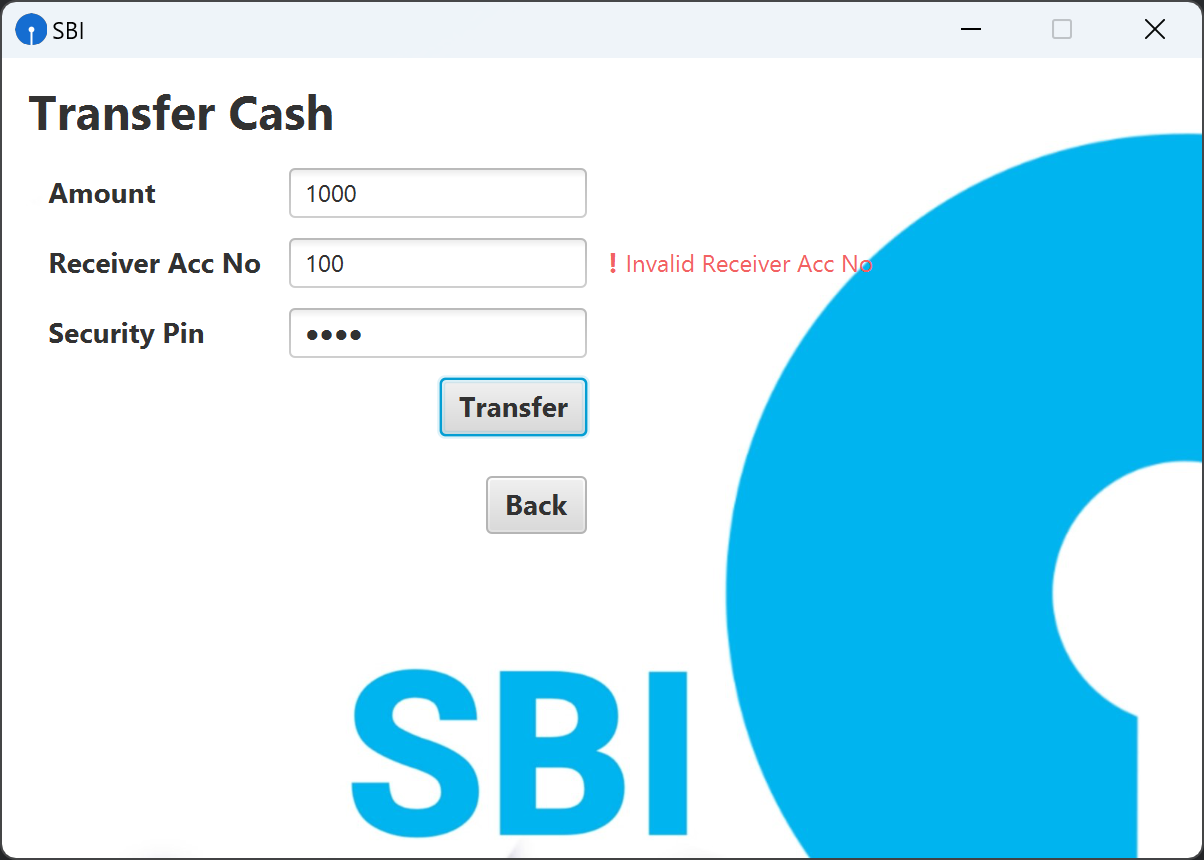 SBI
Transfer Cash
Amount 1000
Receiver Acc No 100 ! Invalid Receiver Acc No
Security Pin ••••
Transfer
Back
SBI